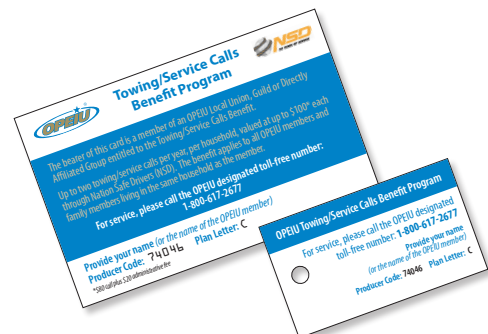 OPEIU
NSD
Towing/Service Calls
Benefit Program
The bearer of this card is a member of an OPEIU Local Union, Guild or Directly
Affiliated Group entitled to the Towing/Service Calls Benefit.
Up to two towing/service calls per year, per household, valued at up to $100* each
through Nation Safe Drivers (NSD). The benefit applies to all OPEIU members and
family members living in the same household as the member.
For service, please call the OPEIU designated toll-free number:
1-800-617-2677
Provide your name (or the name of the OPEIU member)
Producer Code: 74046 Plan Letter: C
*$80 call plus $20 administrative fee
OPEIU Towing/Service Calls Benefit Program
For service, please call the OPEIU designated
toll-free number: 1-800-617-2677
Provide your name
(or the name of the OPEIU member)
Producer Code: 74046 Plan Letter: C